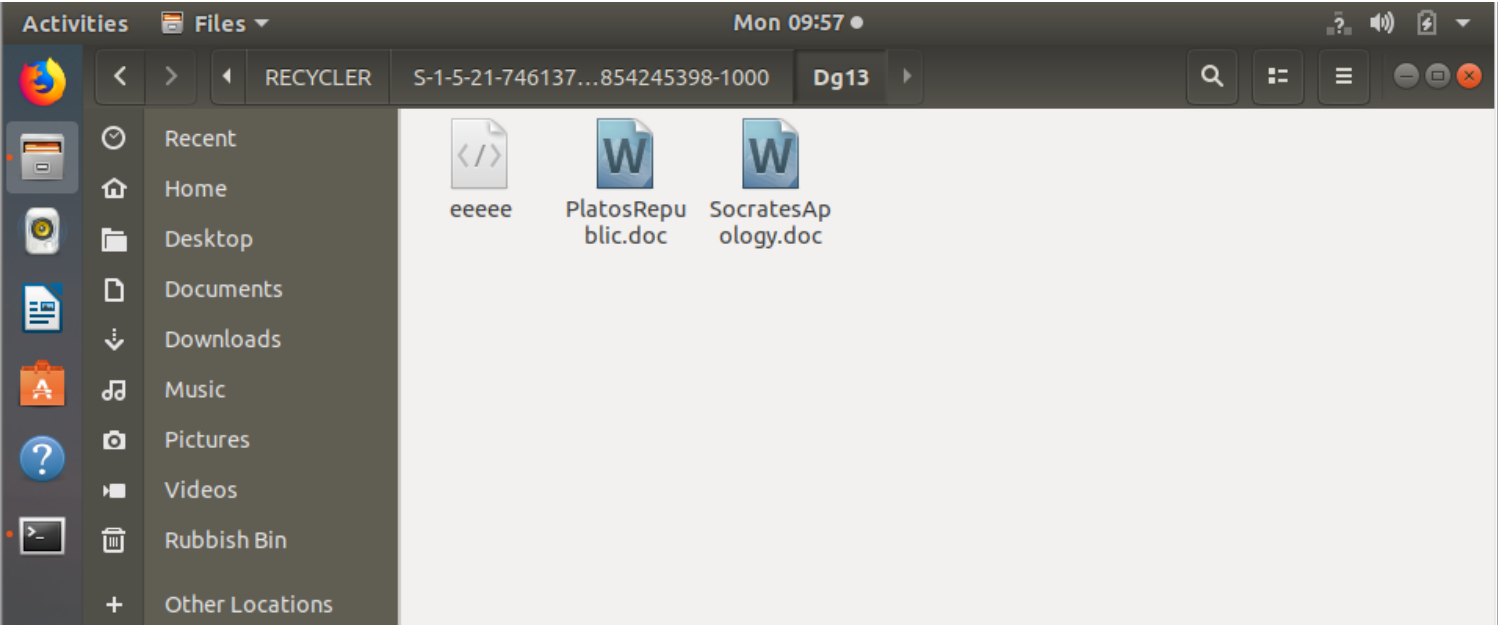 Activities Files Mon 09:57
RECYCLER S-1-5-21-746137...854245398-1000 Dg13
Recent
Home
Desktop
Documents
Downloads
Music
Pictures
Videos
Rubbish Bin
Other Locations
eeeee
PlatosRepu
blic.doc
SocratesAp
ology.doc